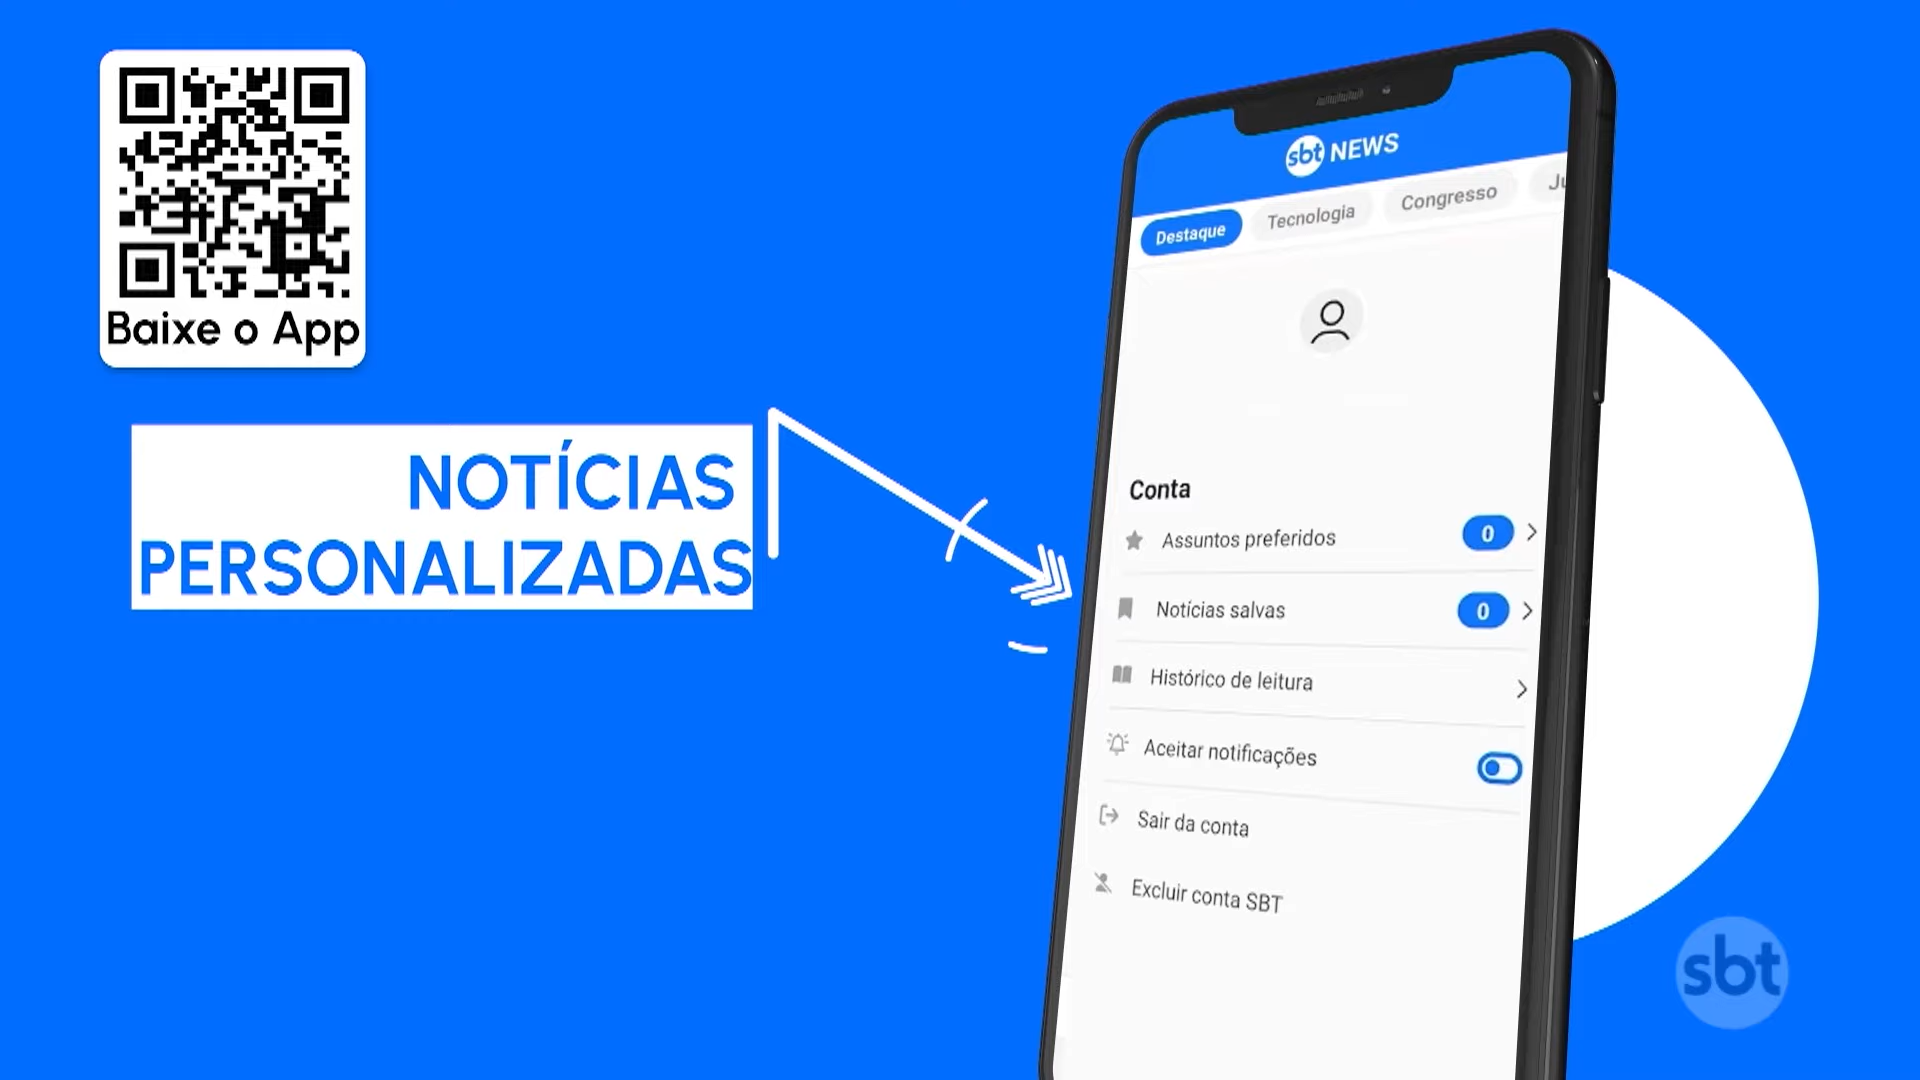 Baixe o App
NOTÍCIAS
PERSONALIZADAS
sbt NEWS
Destaque
Tecnologia
Congresso
Ju
Conta
Assuntos preferidos 0
Notícias salvas 0
Histórico de leitura
Aceitar notificações
Sair da conta
Excluir conta SBT
sbt